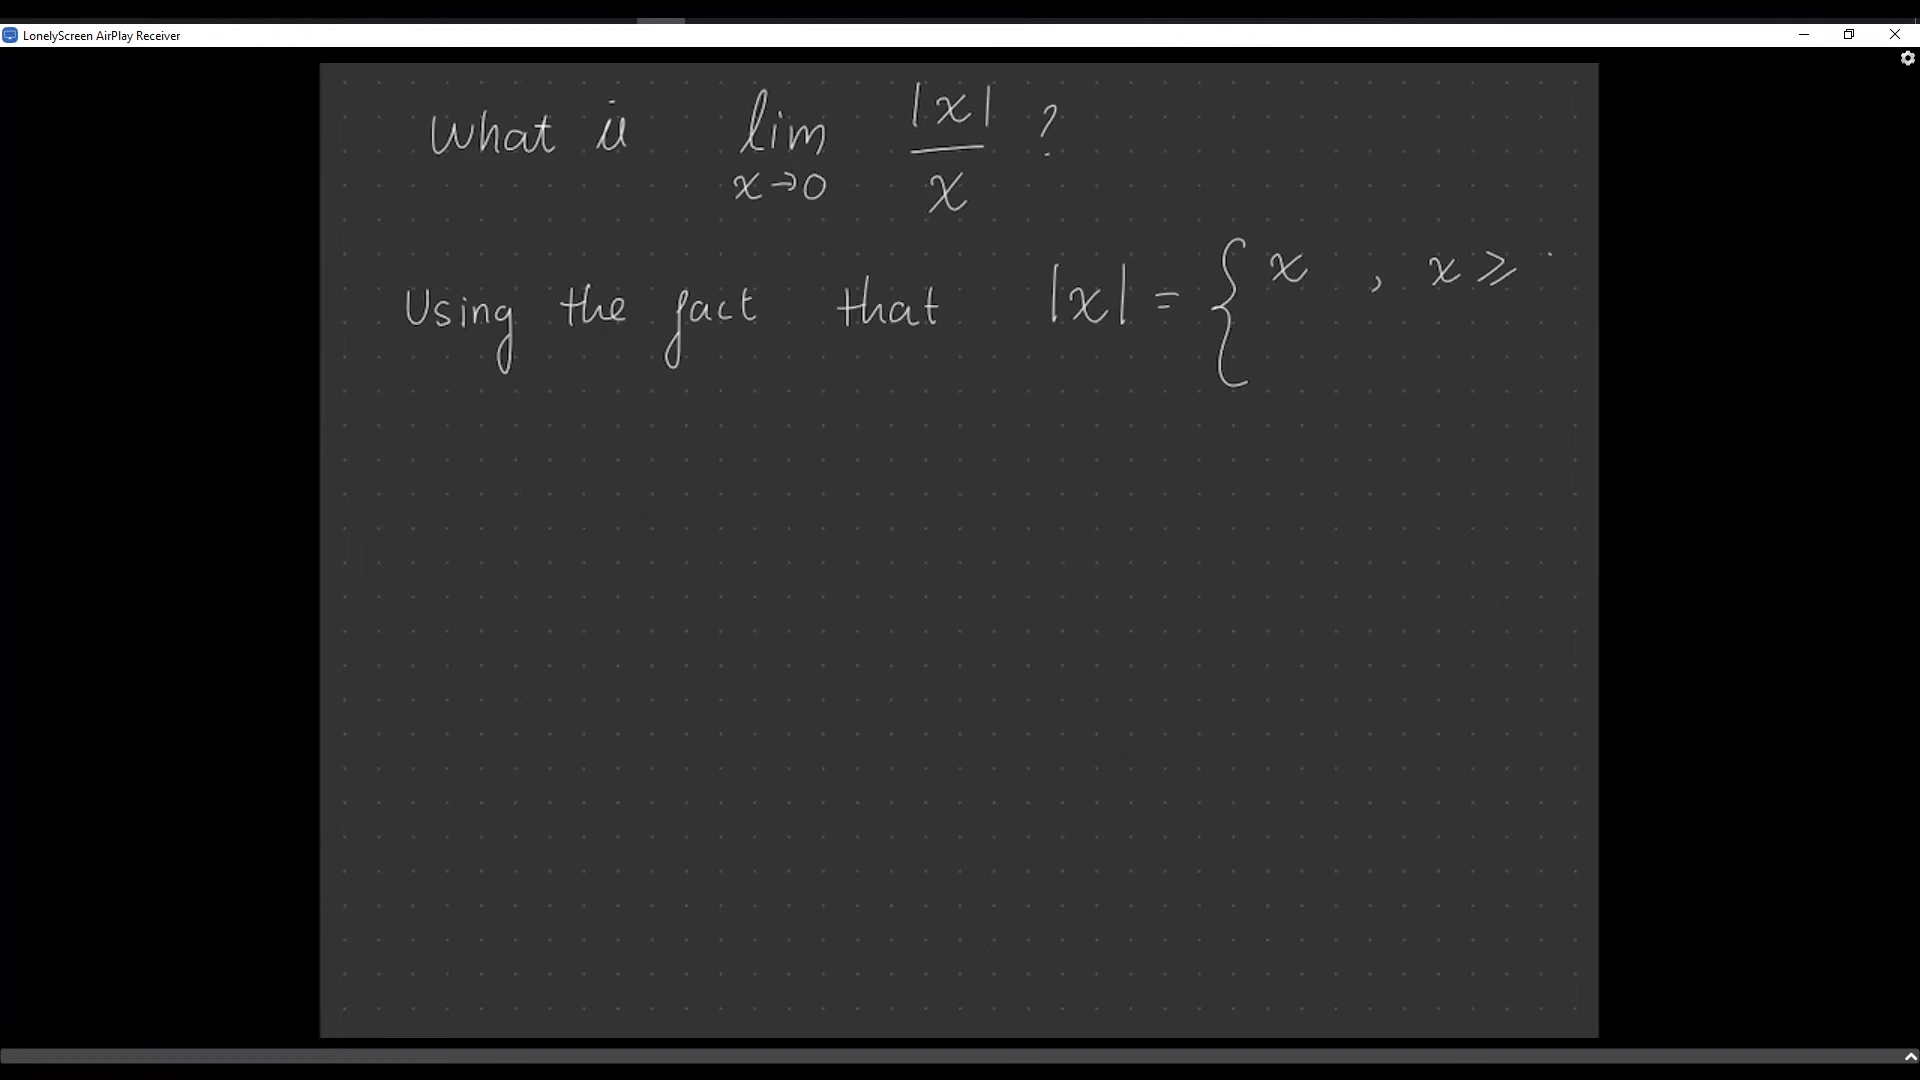 LonelyScreen AirPlay Receiver
What is lim x→0 |x| / x ?
Using the fact that |x| = { x , x ⩾